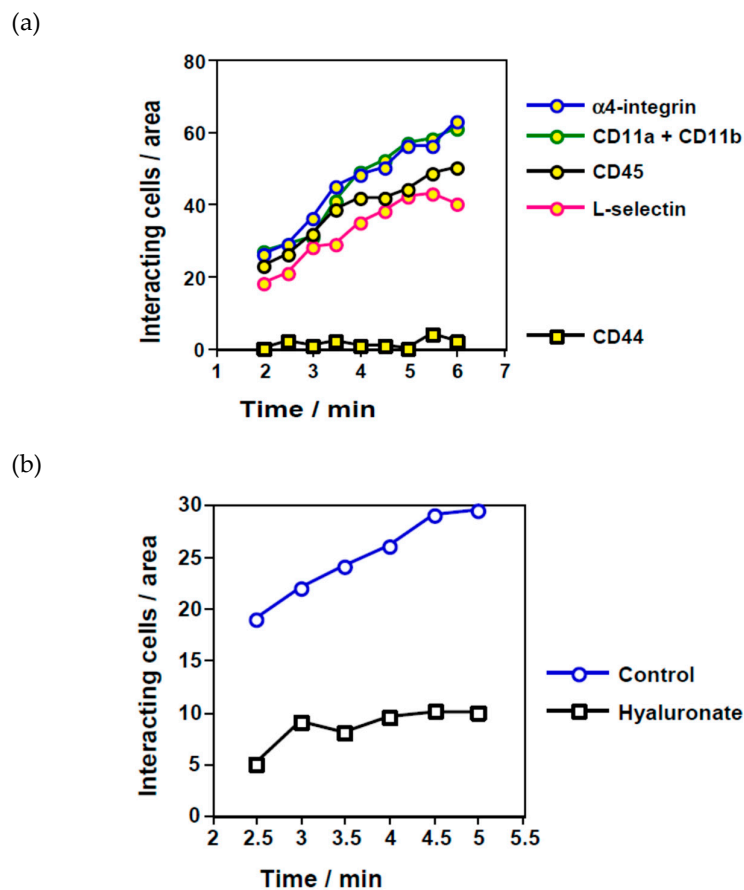 (a)
80
60
40
20
0
1 2 3 4 5 6 7
Interacting cells / area
Time / min
α4-integrin
CD11a + CD11b
CD45
L-selectin
CD44
(b)
30
25
20
15
10
5
0
2 2.5 3 3.5 4 4.5 5 5.5
Interacting cells / area
Time / min
Control
Hyaluronate